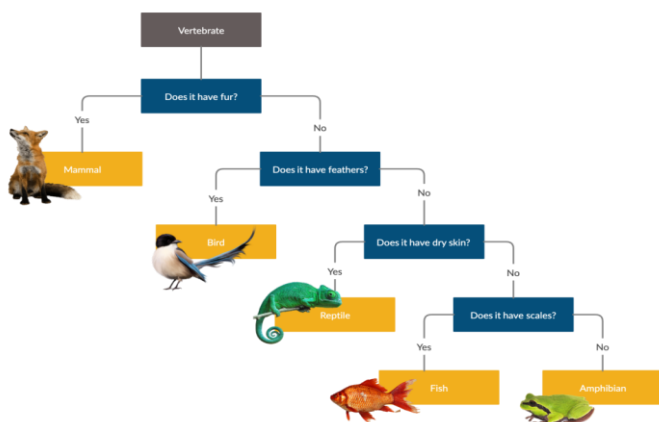 Vertebrate
Does it have fur?
Yes
No
Mammal
Does it have feathers?
Yes
No
Bird
Does it have dry skin?
Yes
No
Reptile
Does it have scales?
Yes
No
Fish
Amphibian